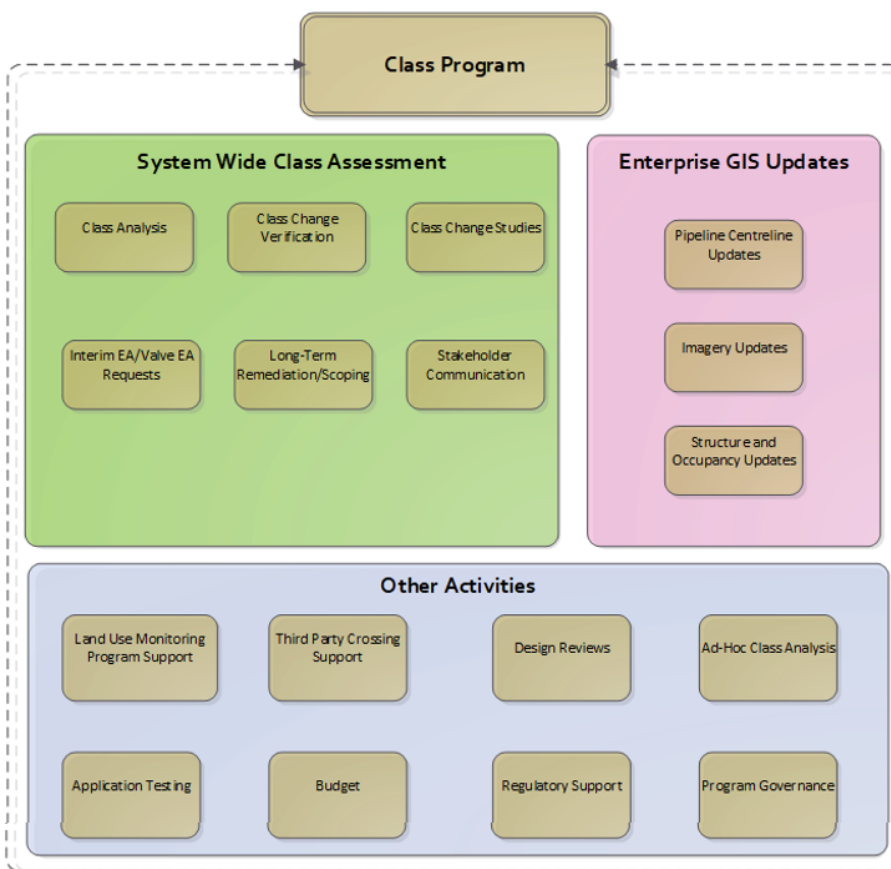 Class Program
System Wide Class Assessment
Class Analysis
Class Change
Verification
Class Change Studies
Interim EA/Valve EA
Requests
Long-Term
Remediation/Scoping
Stakeholder
Communication
Enterprise GIS Updates
Pipeline Centreline
Updates
Imagery Updates
Structure and
Occupancy Updates
Other Activities
Land Use Monitoring
Program Support
Third Party Crossing
Support
Design Reviews
Ad-Hoc Class Analysis
Application Testing
Budget
Regulatory Support
Program Governance